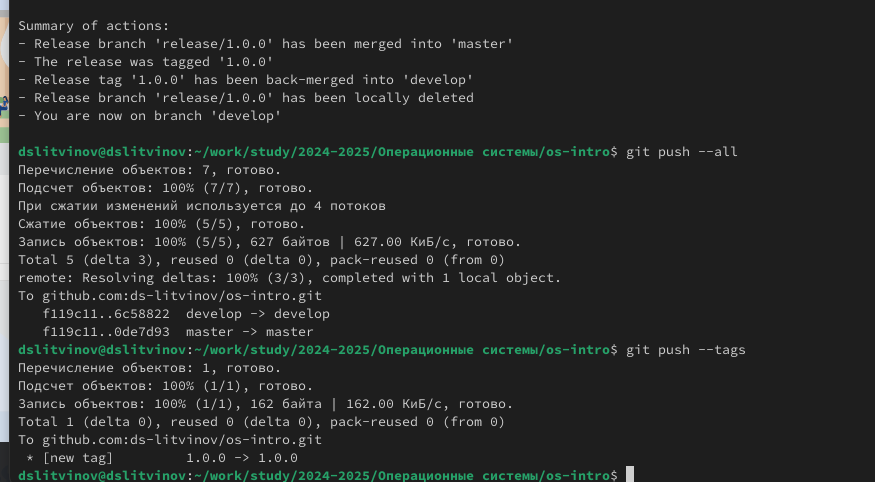 Summary of actions:
- Release branch 'release/1.0.0' has been merged into 'master'
- The release was tagged '1.0.0'
- Release tag '1.0.0' has been back-merged into 'develop'
- Release branch 'release/1.0.0' has been locally deleted
- You are now on branch 'develop'
dslitvinov@dslitvinov:~/work/study/2024-2025/Операционные системы/os-intro$ git push --all
Перечисление объектов: 7, готово.
Подсчет объектов: 100% (7/7), готово.
При сжатии изменений используется до 4 потоков
Сжатие объектов: 100% (5/5), готово.
Запись объектов: 100% (5/5), 627 байтов | 627.00 КиБ/с, готово.
Total 5 (delta 3), reused 0 (delta 0), pack-reused 0 (from 0)
remote: Resolving deltas: 100% (3/3), completed with 1 local object.
To github.com:ds-litvinov/os-intro.git
   f119c11..6c58822  develop -> develop
   f119c11..0de7d93  master -> master
dslitvinov@dslitvinov:~/work/study/2024-2025/Операционные системы/os-intro$ git push --tags
Перечисление объектов: 1, готово.
Подсчет объектов: 100% (1/1), готово.
Запись объектов: 100% (1/1), 162 байта | 162.00 КиБ/с, готово.
Total 1 (delta 0), reused 0 (delta 0), pack-reused 0 (from 0)
To github.com:ds-litvinov/os-intro.git
 * [new tag]         1.0.0 -> 1.0.0
dslitvinov@dslitvinov:~/work/study/2024-2025/Операционные системы/os-intro$